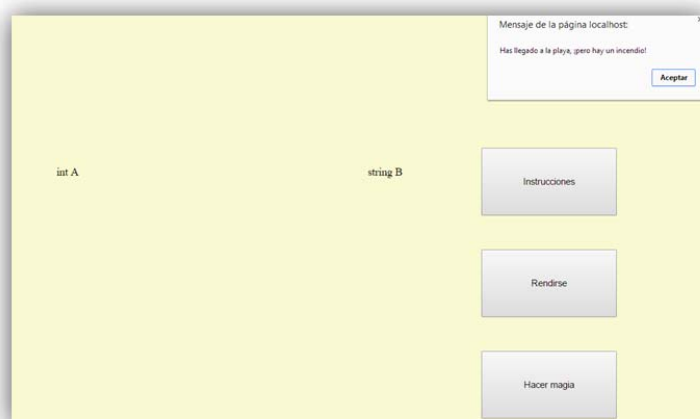 Mensaje de la página localhost:
Has llegado a la playa, ¡pero hay un incendio!
Aceptar
int A
string B
Instrucciones
Rendirse
Hacer magia